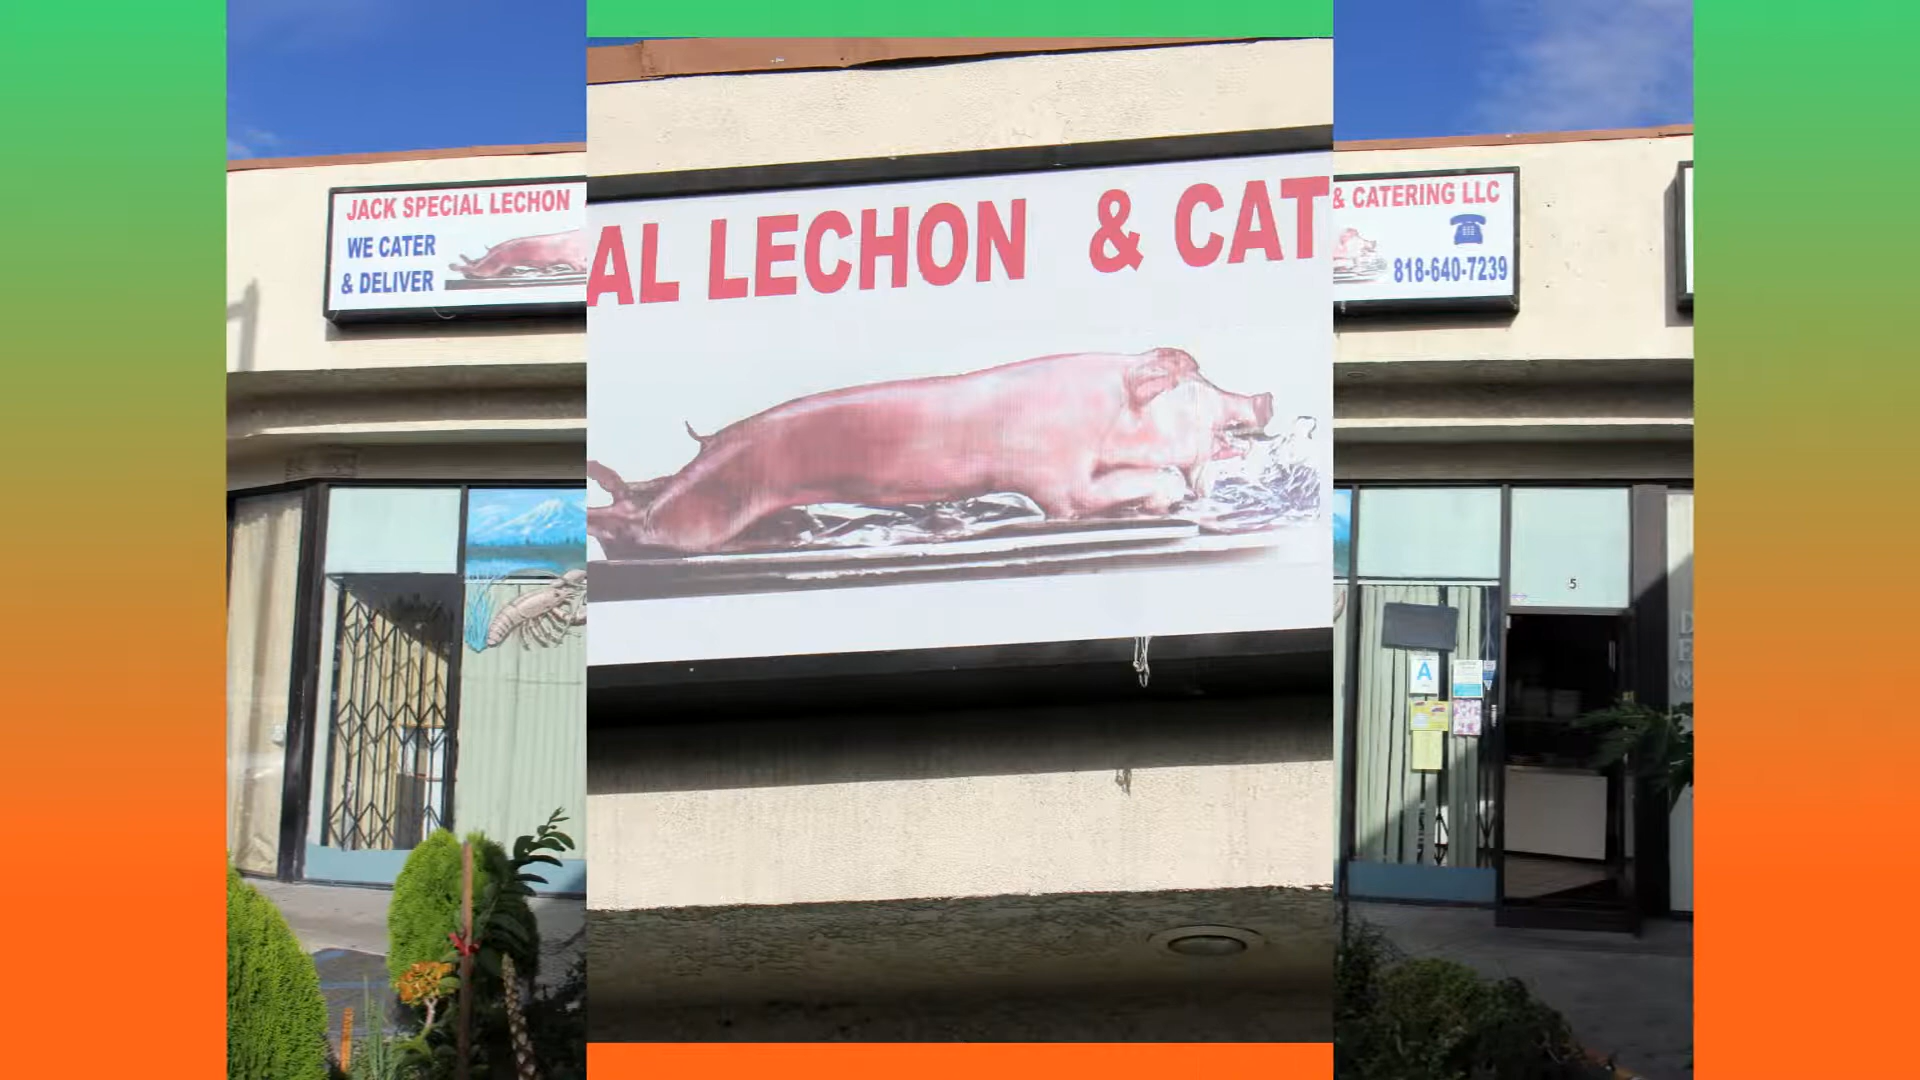 JACK SPECIAL LECHON
WE CATER
& DELIVER
AL LECHON & CAT
& CATERING LLC
818-640-7239
5
A